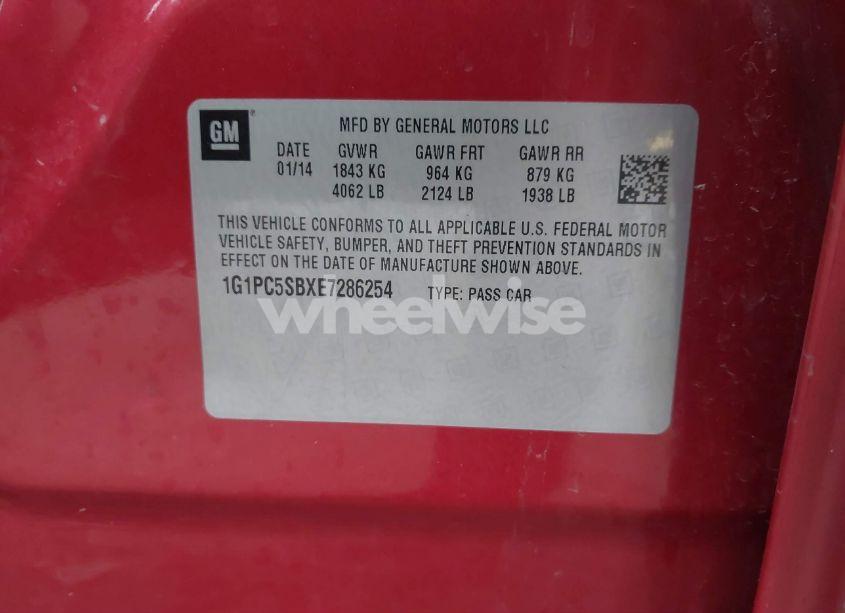 GM
MFD BY GENERAL MOTORS LLC
DATE GVWR GAWR FRT GAWR RR
01/14 1843 KG 964 KG 879 KG
4062 LB 2124 LB 1938 LB
THIS VEHICLE CONFORMS TO ALL APPLICABLE U.S. FEDERAL MOTOR
VEHICLE SAFETY, BUMPER, AND THEFT PREVENTION STANDARDS IN
EFFECT ON THE DATE OF MANUFACTURE SHOWN ABOVE.
1G1PC5SBXE7286254 TYPE: PASS CAR
wheelwise